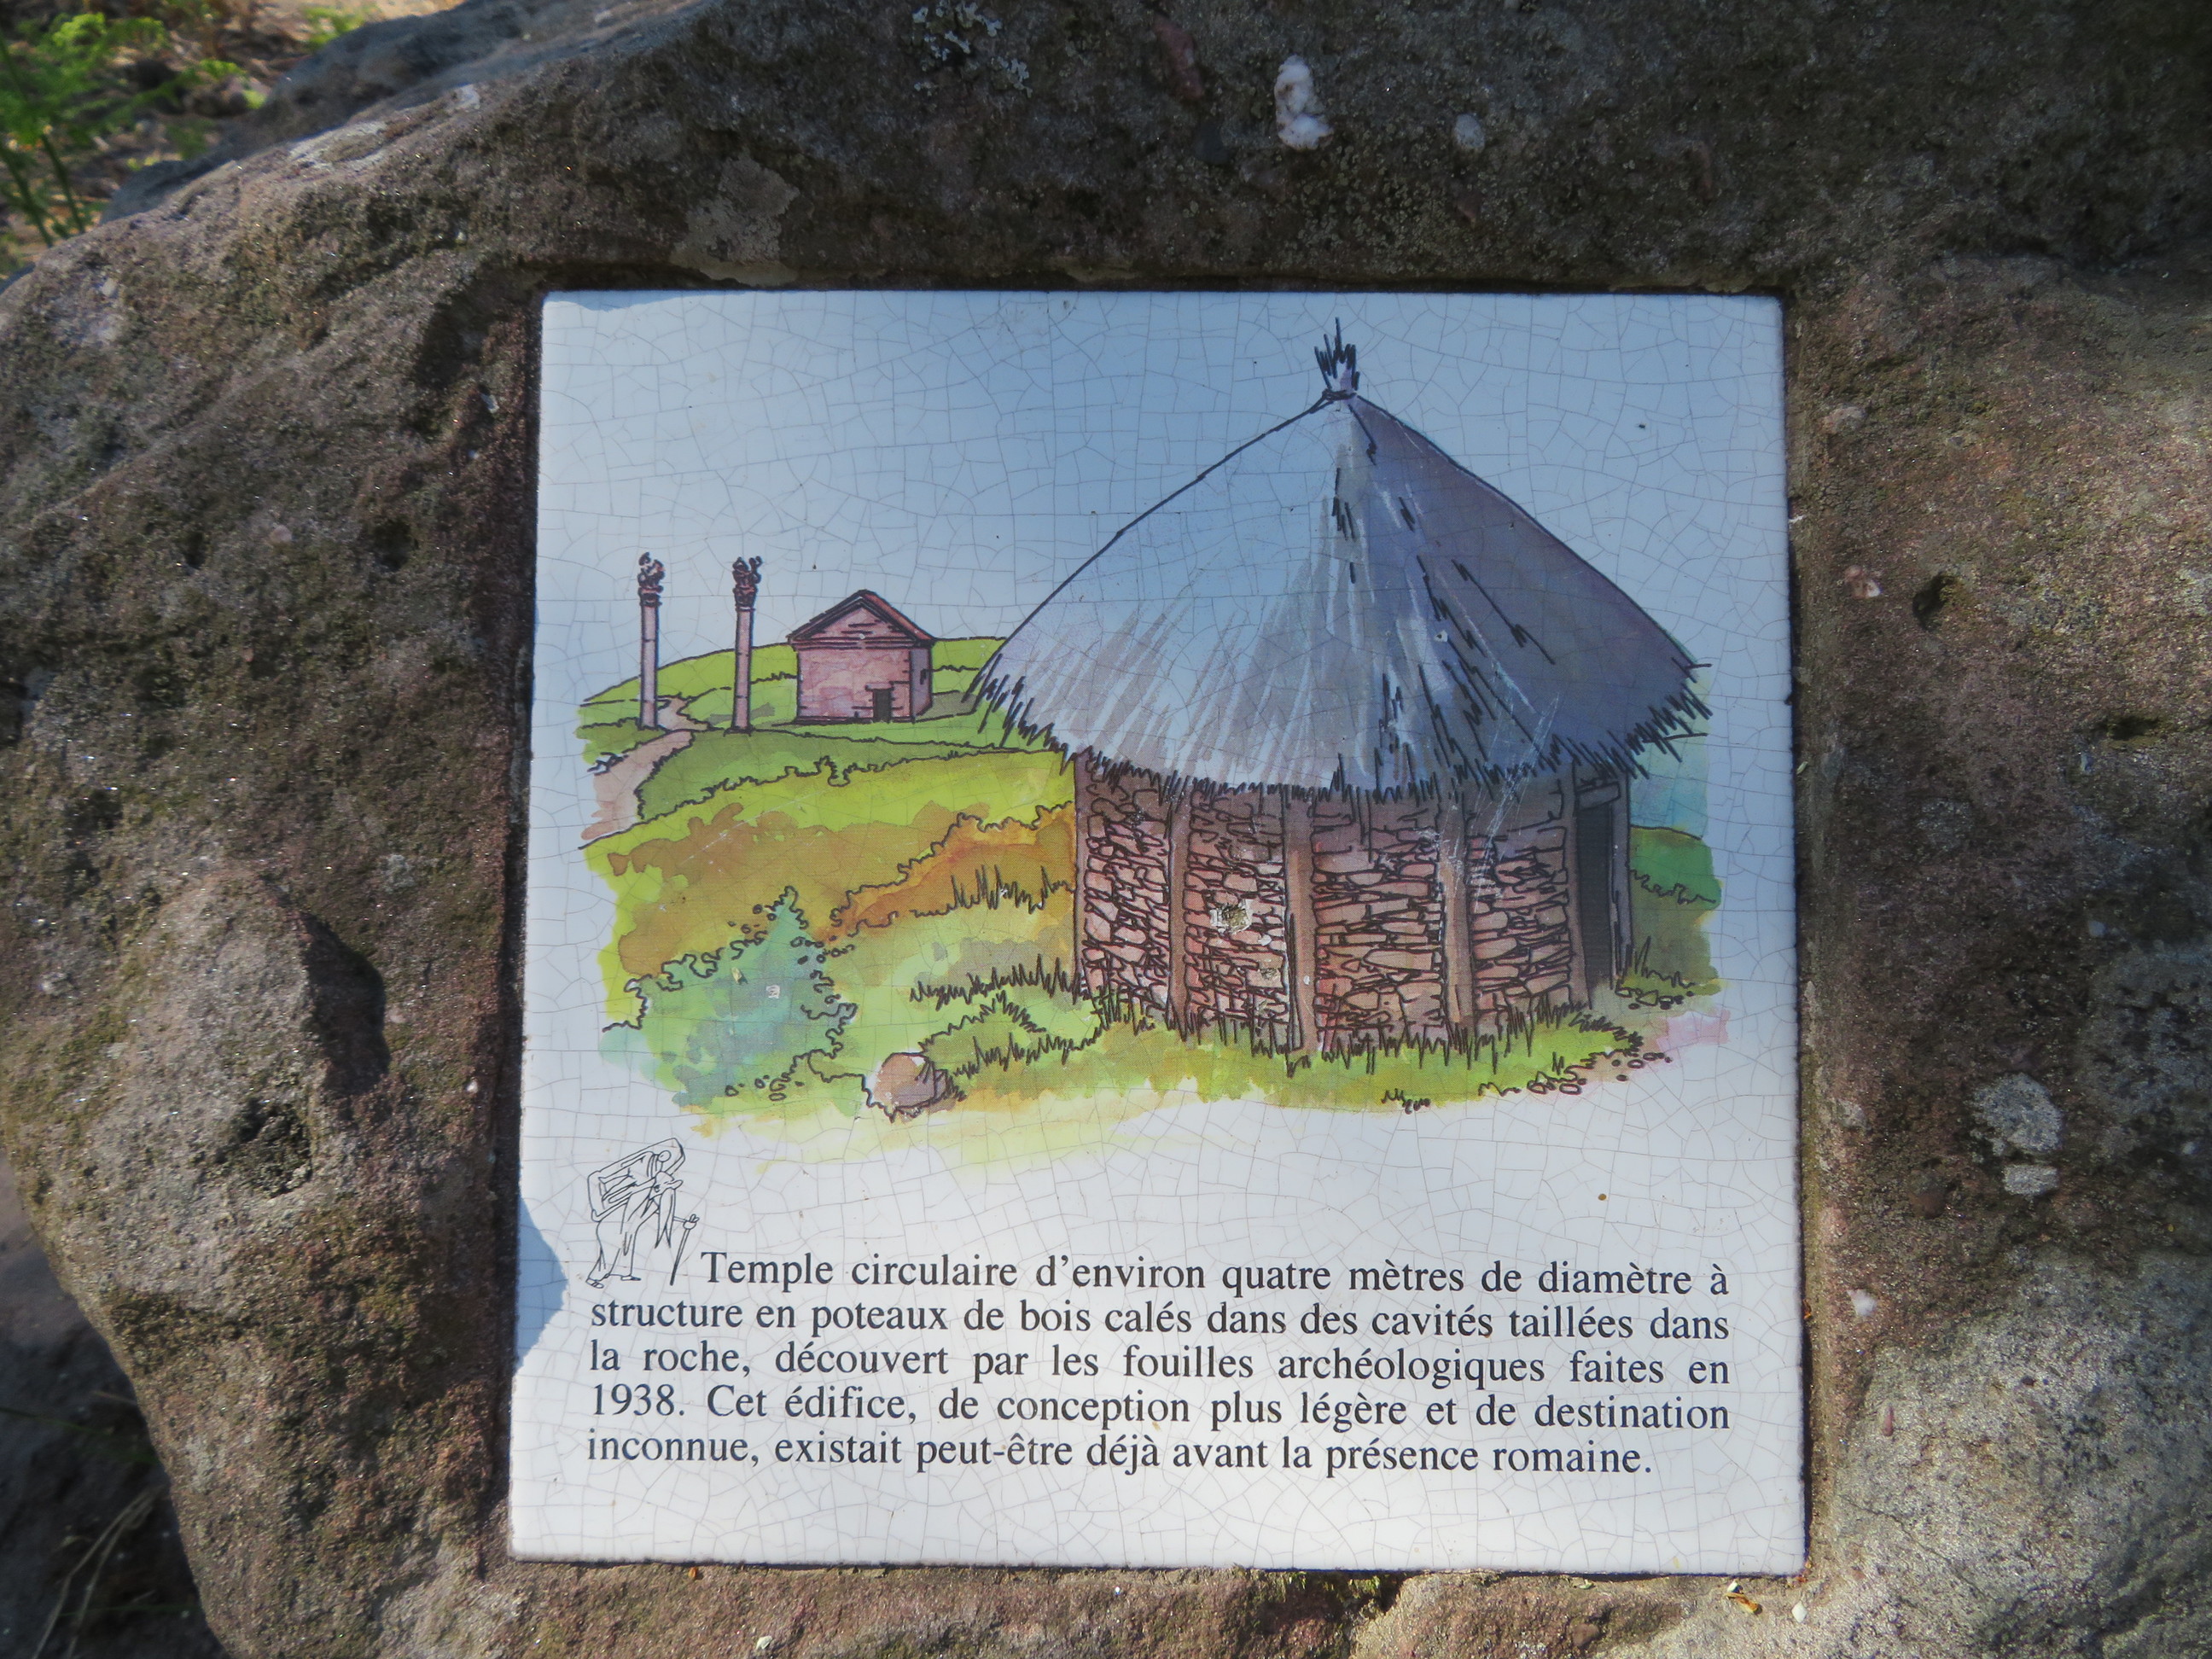 Temple circulaire d'environ quatre mètres de diamètre à
structure en poteaux de bois calés dans des cavités taillées dans
la roche, découvert par les fouilles archéologiques faites en
1938. Cet édifice, de conception plus légère et de destination
inconnue, existait peut-être déjà avant la présence romaine.